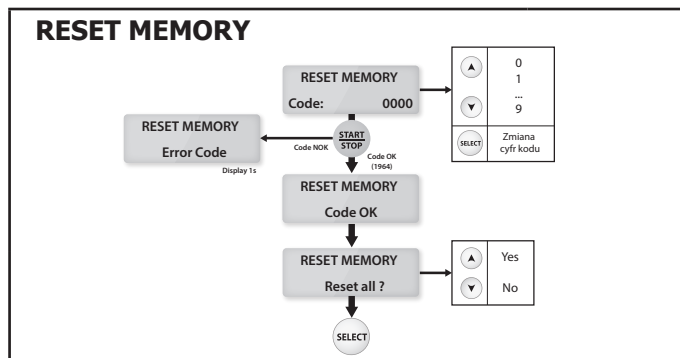 RESET MEMORY
RESET MEMORY
Code: 0000
0
1
...
9
SELECT
Zmiana
cyfr kodu
START
STOP
Code NOK
RESET MEMORY
Error Code
Display 1s
Code OK
(1964)
RESET MEMORY
Code OK
RESET MEMORY
Reset all ?
Yes
No
SELECT